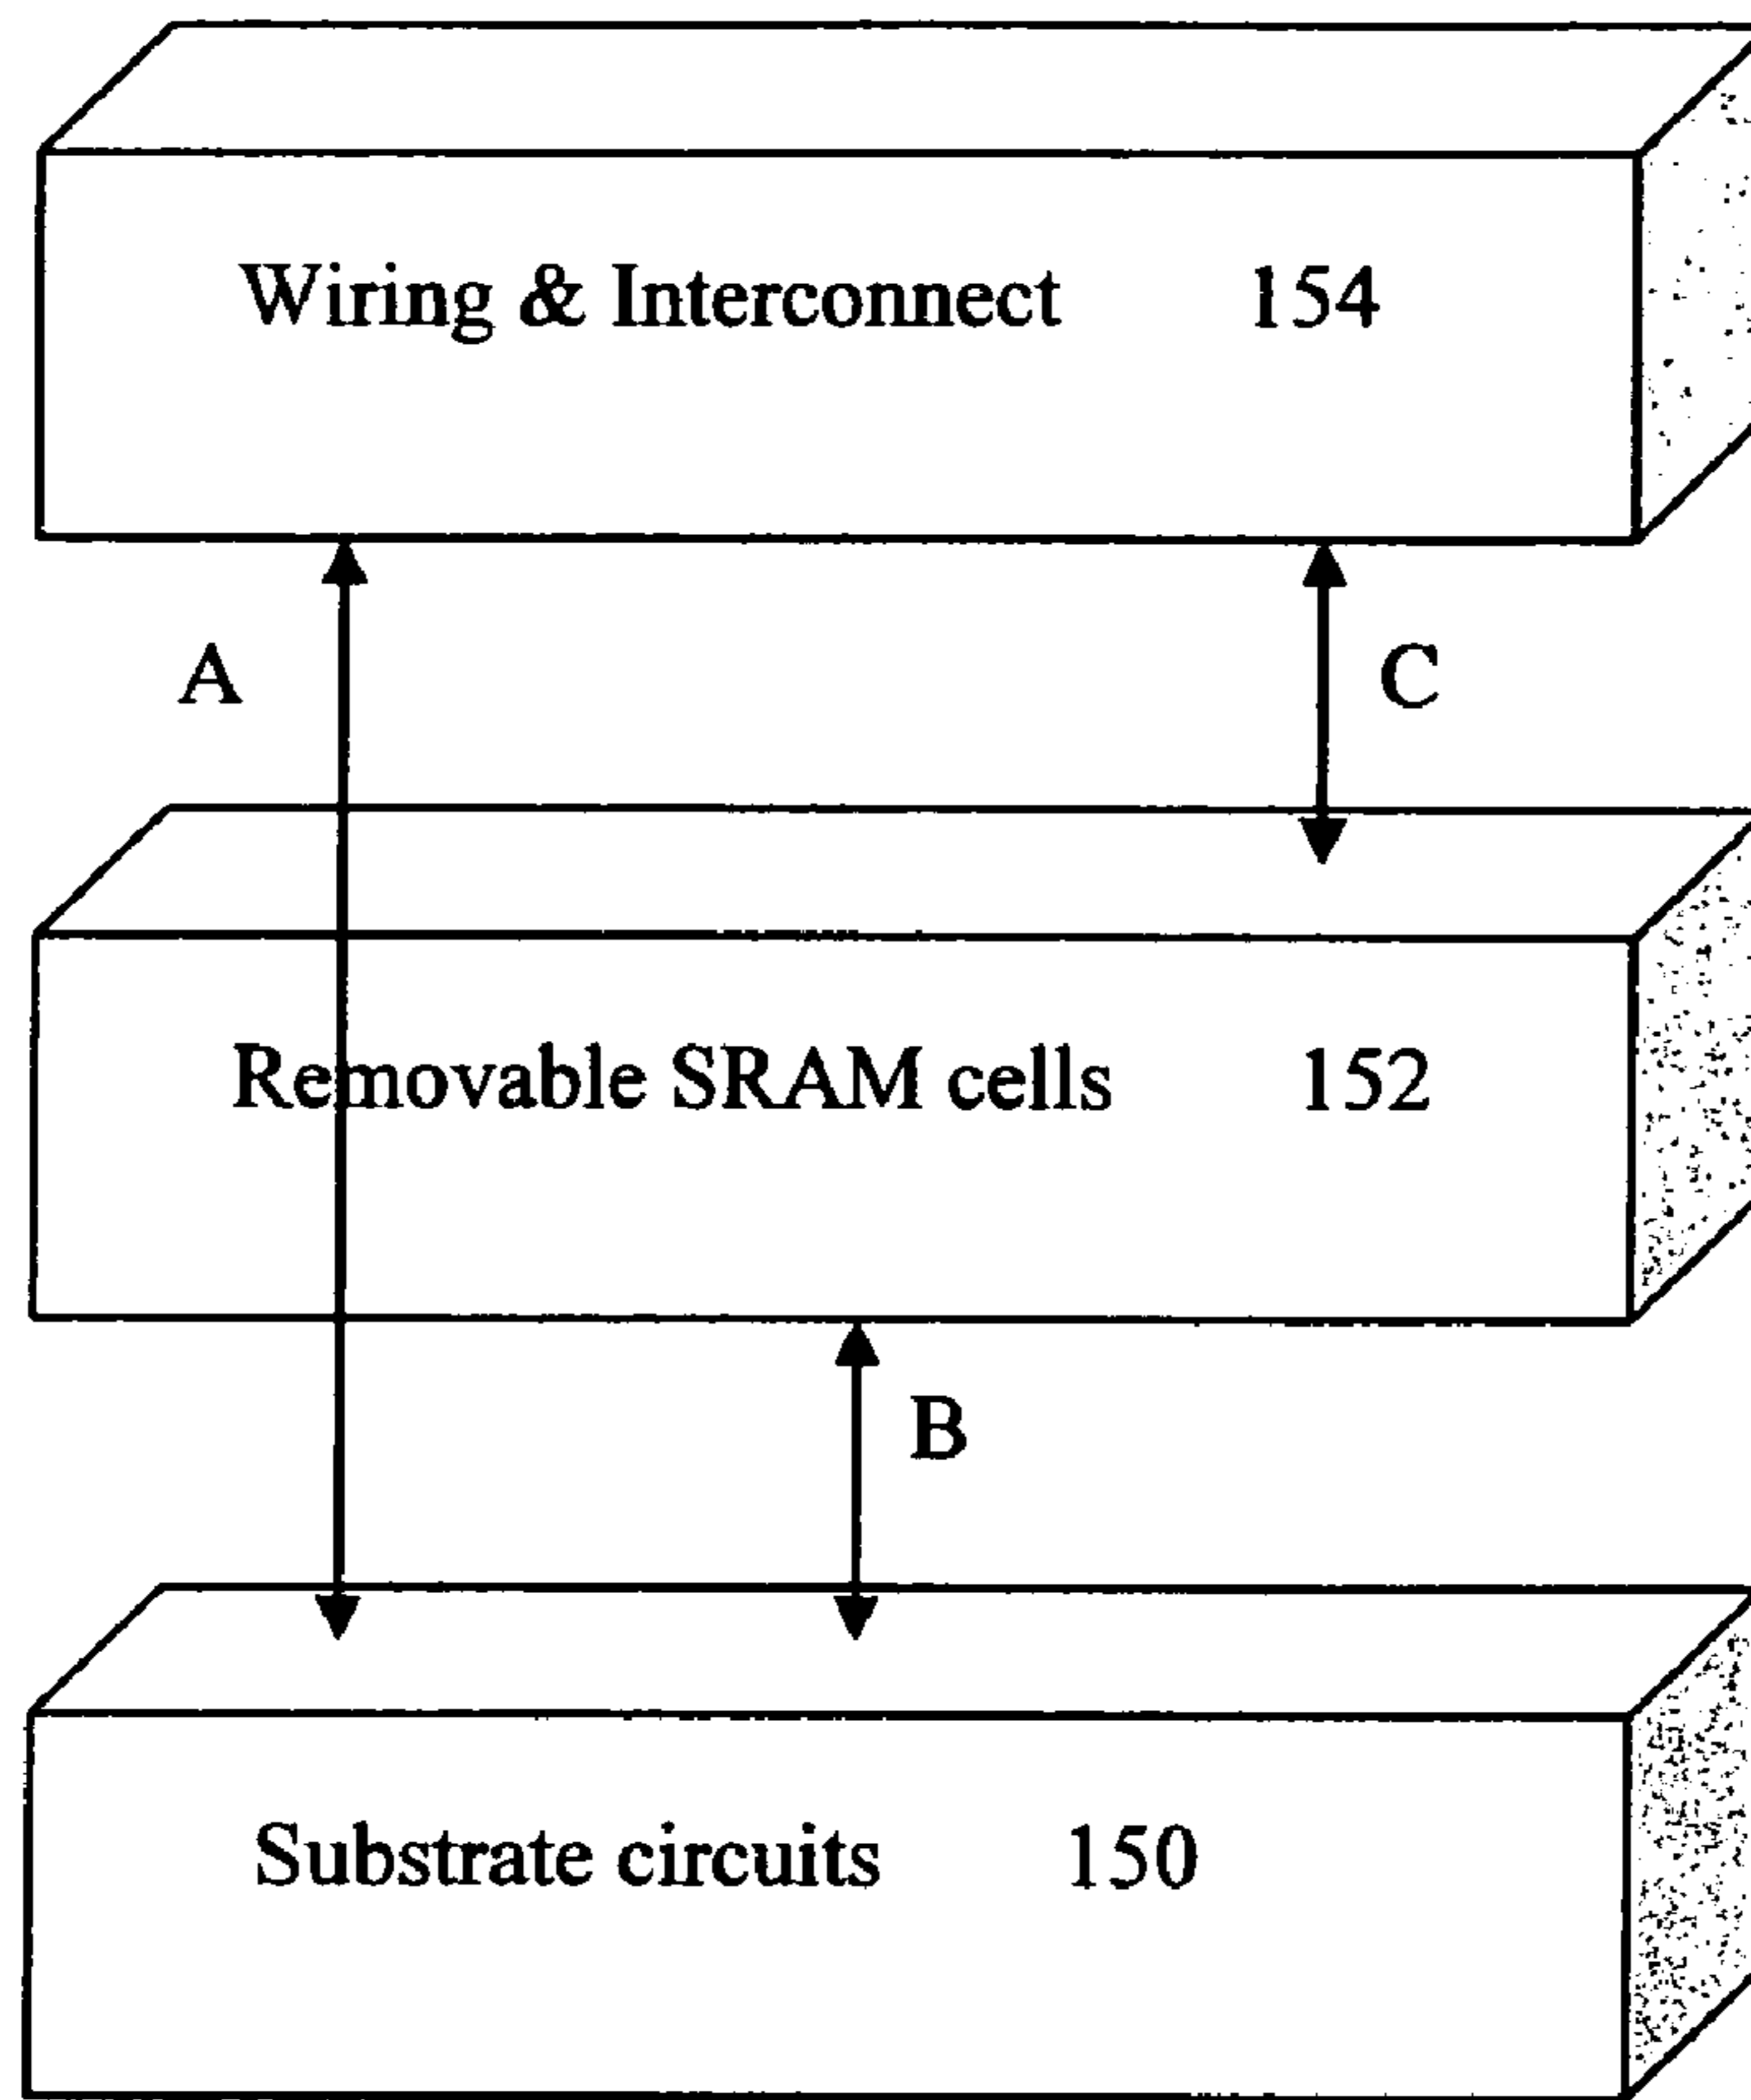 Wiring & Interconnect 154
A
C
Removable SRAM cells 152
B
Substrate circuits 150